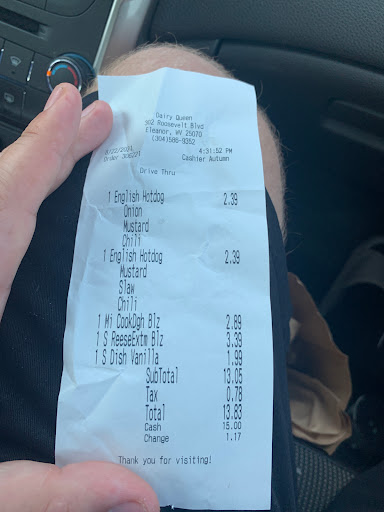 Dairy Queen
902 Roosevelt Blvd
Eleanor, WV 25070
(304)586-9352
4:31:52 PM
Order Cashier Autumn
Drive Thru
1 English Hotdog 2.39
Onion
Mustard
Chili
1 English Hotdog 2.39
Mustard
Slaw
Chili
1 Mi CookDgh Blz 2.89
1 S ReeseExtm Blz 3.39
1 S Dish Vanilla 1.99
SubTotal 13.05
Tax 0.78
Total 13.83
Cash 15.00
Change 1.17
Thank you for visiting!